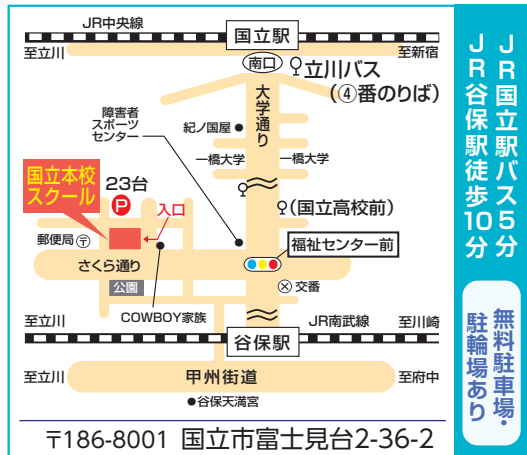 JR中央線
国立駅
至立川
至新宿
南口
立川バス
(④番のりば)
大学通り
障害者
スポーツ
センター
紀ノ国屋
一橋大学
一橋大学
国立本校
スクール
23台
P
入口
(国立高校前)
郵便局〒
福祉センター前
さくら通り
公園
交番
COWBOY家族
至立川
JR南武線
至川崎
谷保駅
至立川
甲州街道
至府中
谷保天満宮
〒186-8001 国立市富士見台2-36-2
JR国立駅バス5分
JR谷保駅徒歩10分
無料駐車場・
駐輪場あり